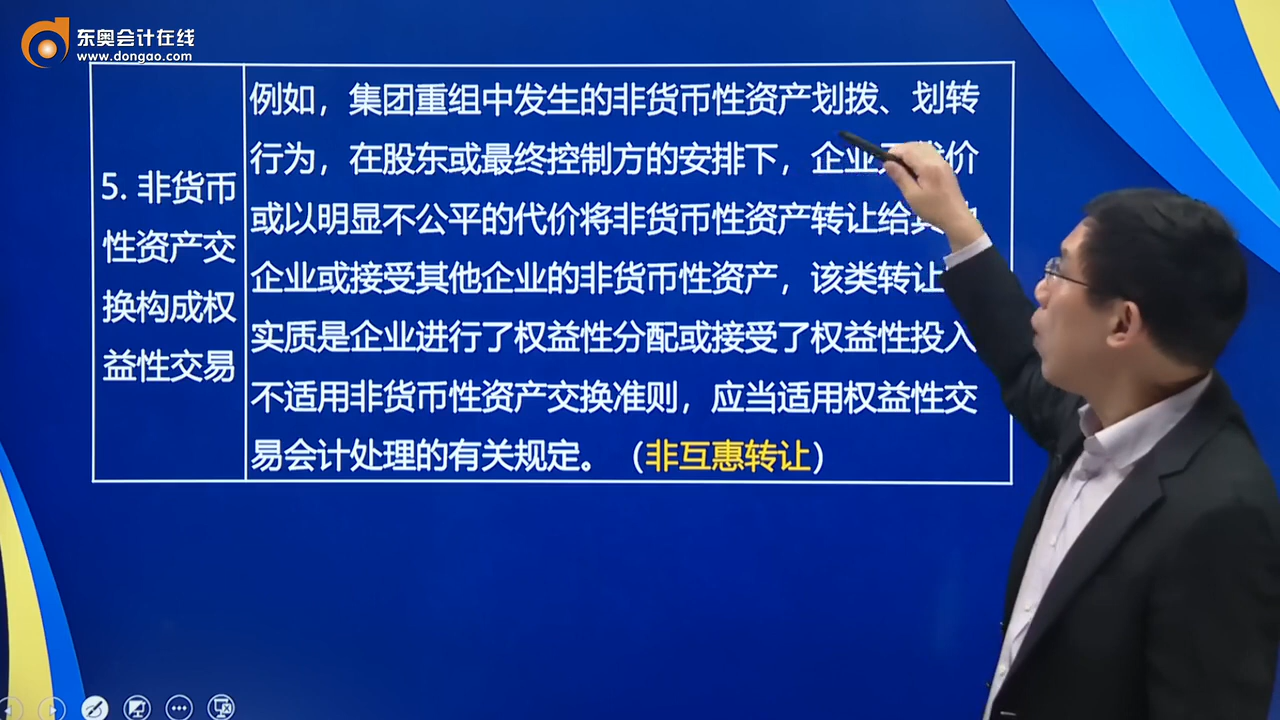 东奥会计在线
www.dongao.com
5. 非货币
性资产交
换构成权
益性交易
例如，集团重组中发生的非货币性资产划拨、划转
行为，在股东或最终控制方的安排下，企业
价
或以明显不公平的代价将非货币性资产转让给
企业或接受其他企业的非货币性资产，该类转让
实质是企业进行了权益性分配或接受了权益性投入
不适用非货币性资产交换准则，应当适用权益性交
易会计处理的有关规定。（非互惠转让）